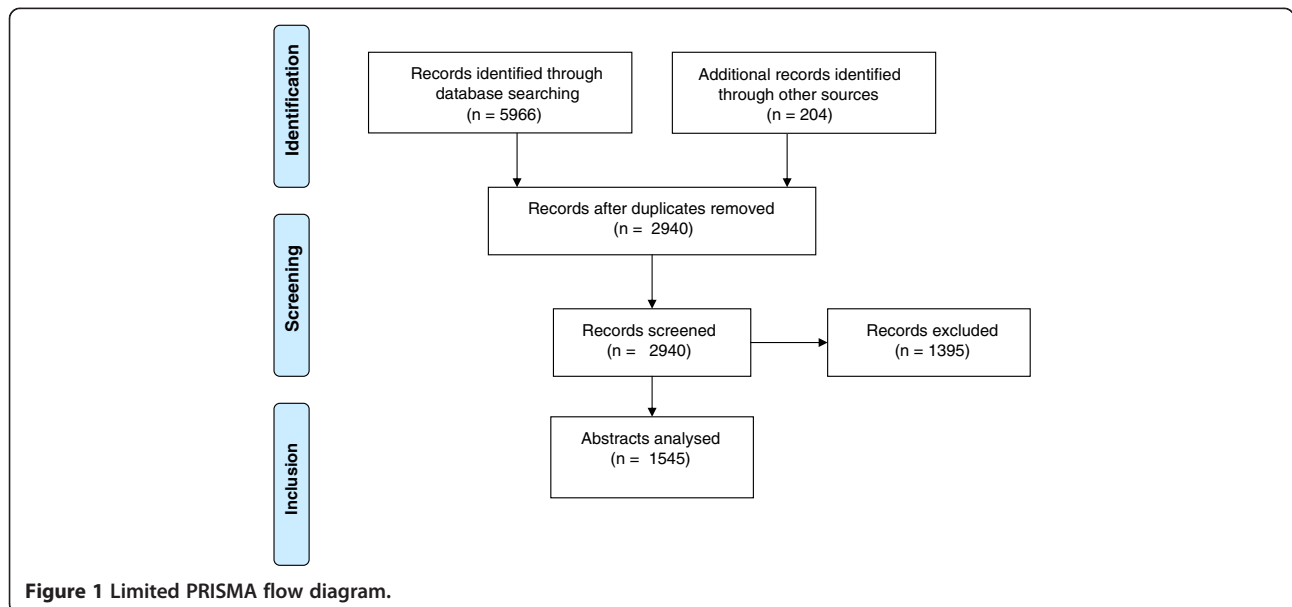 Identification
Records identified through
database searching
(n = 5966)
Additional records identified
through other sources
(n = 204)
Records after duplicates removed
(n = 2940)
Screening
Records screened
(n = 2940)
Records excluded
(n = 1395)
Inclusion
Abstracts analysed
(n = 1545)
Figure 1 Limited PRISMA flow diagram.